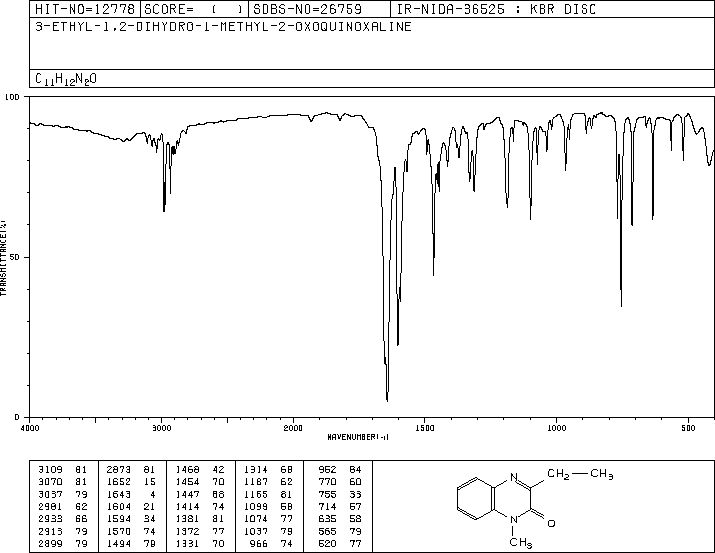 HIT-NO=12778 SCORE= ( ) SDBS-NO=26759 IR-NIDA-36525 : KBR DISC
3-ETHYL-1,2-DIHYDRO-1-METHYL-2-OXOQUINOXALINE
C11H12N2O
100
50
0
TRANSMITTANCE(%)
4000 3000 2000 1500 1000 500
WAVENUMBER(-1)
3109 81 2873 81 1468 42 1314 68 952 84
3070 81 1652 15 1454 70 1187 62 770 60
3037 79 1643 4 1447 68 1165 81 755 33
2981 62 1604 21 1414 74 1099 58 714 57
2933 66 1594 34 1381 81 1074 77 635 58
2913 79 1570 74 1372 77 1037 79 565 79
2899 79 1494 79 1331 70 966 74 520 77
N CH2 CH3
N O
CH3